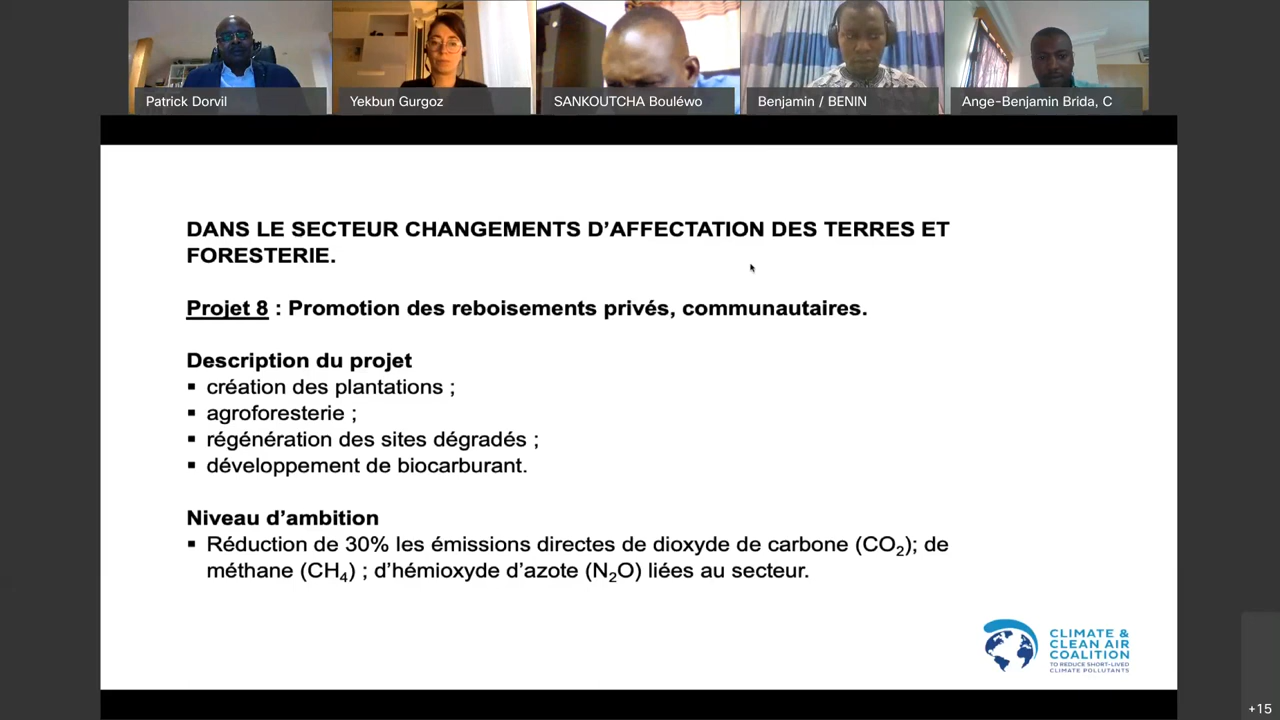 Patrick Dorvil
Yekbun Gurgoz
SANKOUTCHA Bouléwo
Benjamin / BENIN
Ange-Benjamin Brida, C
DANS LE SECTEUR CHANGEMENTS D'AFFECTATION DES TERRES ET
FORESTERIE.
Projet 8 : Promotion des reboisements privés, communautaires.
Description du projet
▪ création des plantations ;
▪ agroforesterie ;
▪ régénération des sites dégradés ;
▪ développement de biocarburant.
Niveau d'ambition
▪ Réduction de 30% les émissions directes de dioxyde de carbone (CO₂); de
méthane (CH₄) ; d'hémioxyde d'azote (N₂O) liées au secteur.
CLIMATE &
CLEAN AIR
COALITION
TO REDUCE SHORT-LIVED
CLIMATE POLLUTANTS
+15